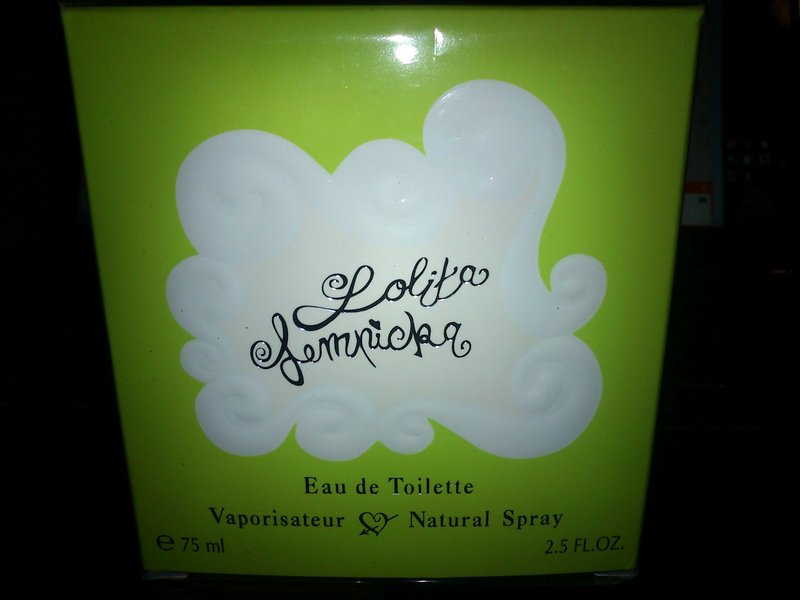 Lolita
Lempicka
Eau de Toilette
Vaporisateur Natural Spray
℮ 75 ml
2.5 FL.OZ.